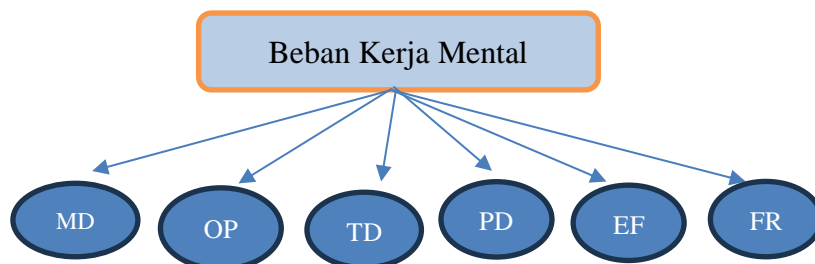 Beban Kerja Mental
MD
OP
TD
PD
EF
FR